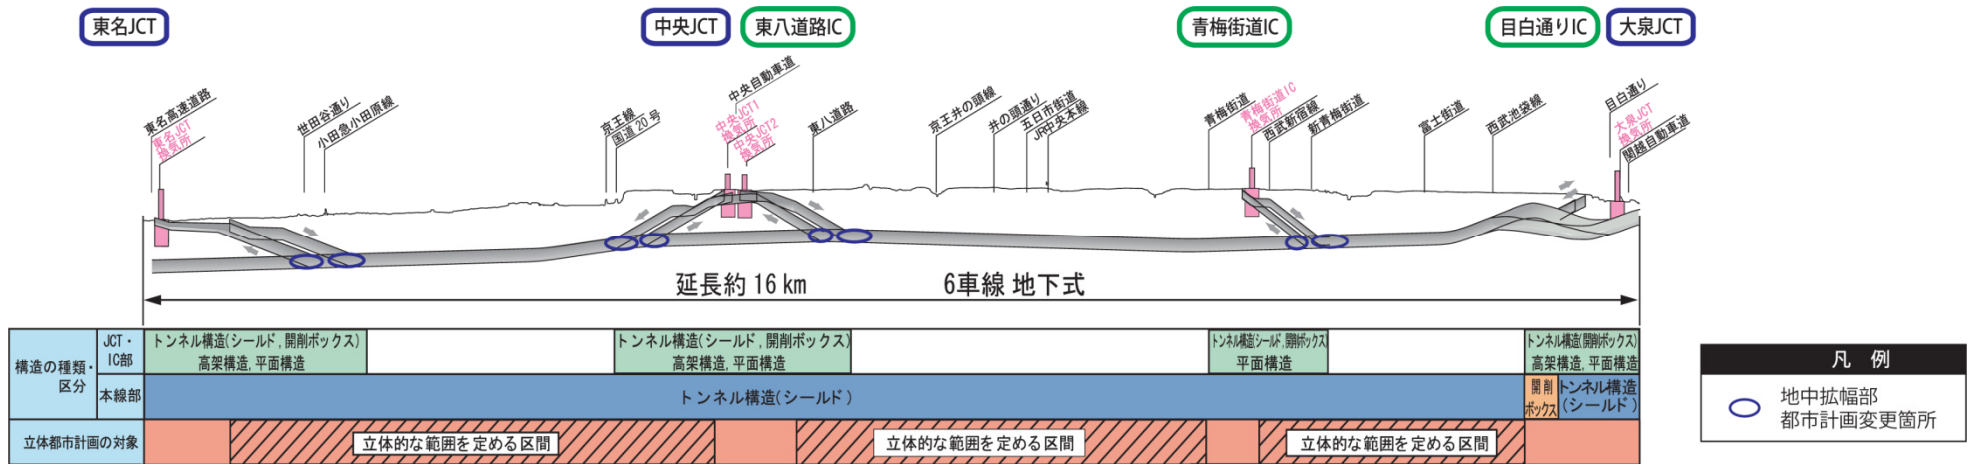 東名JCT
中央JCT
東八道路IC
青梅街道IC
目白通りIC
大泉JCT
東名高速道路
東名JCT
換気所
世田谷通り
小田急小田原線
京王線
国道20号
中央自動車道
中央JCT1
換気所
中央JCT2
換気所
東八道路
京王井の頭線
井の頭通り
五日市街道
JR中央本線
青梅街道
青梅街道IC
換気所
西武新宿線
新青梅街道
富士街道
西武池袋線
目白通り
大泉JCT
換気所
関越自動車道
延長約16km
6車線 地下式
構造の種類・
区分
JCT・
IC部
トンネル構造(シールド,開削ボックス)
高架構造,平面構造
トンネル構造(シールド,開削ボックス)
高架構造,平面構造
トンネル構造(シールド,開削ボックス)
平面構造
トンネル構造(開削ボックス)
高架構造,平面構造
本線部
トンネル構造(シールド)
開削
ボックス
トンネル構造
(シールド)
立体都市計画の対象
立体的な範囲を定める区間
立体的な範囲を定める区間
立体的な範囲を定める区間
凡 例
地中拡幅部
都市計画変更箇所